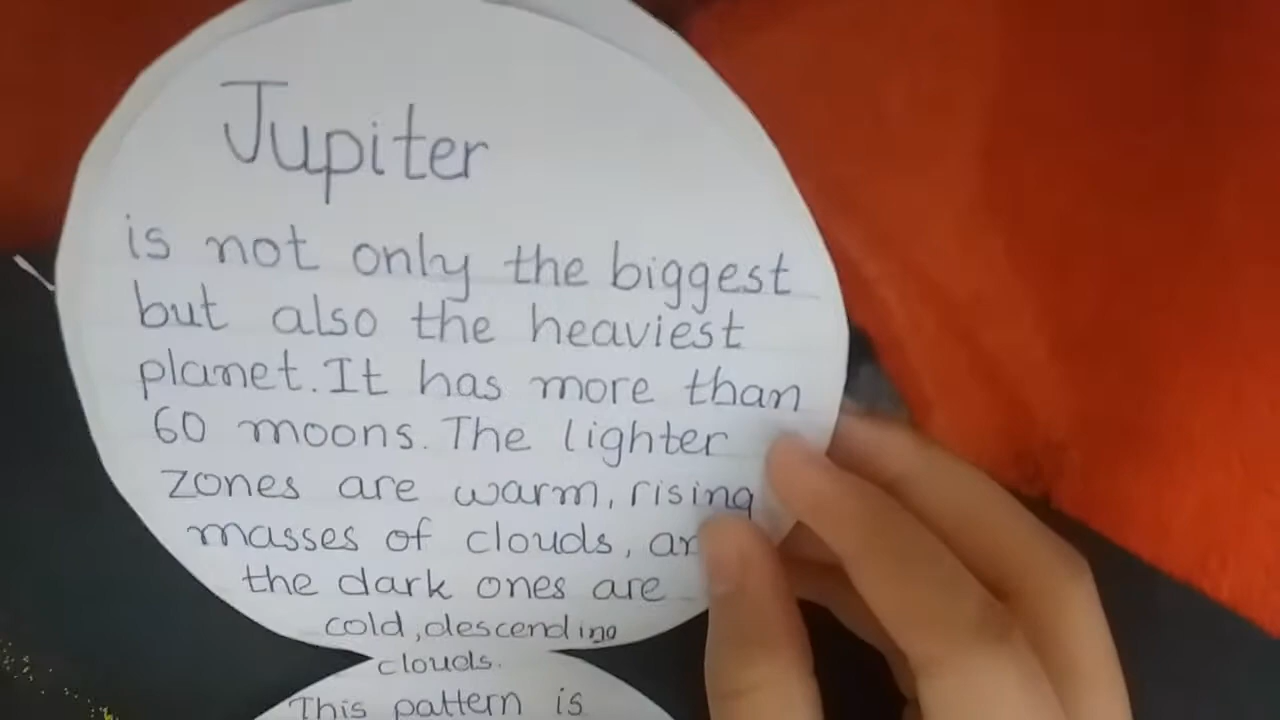 Jupiter
is not only the biggest
but also the heaviest
planet. It has more than
60 moons. The lighter
zones are warm, rising
masses of clouds,
the dark ones are
cold, descending
clouds.
This pattern is